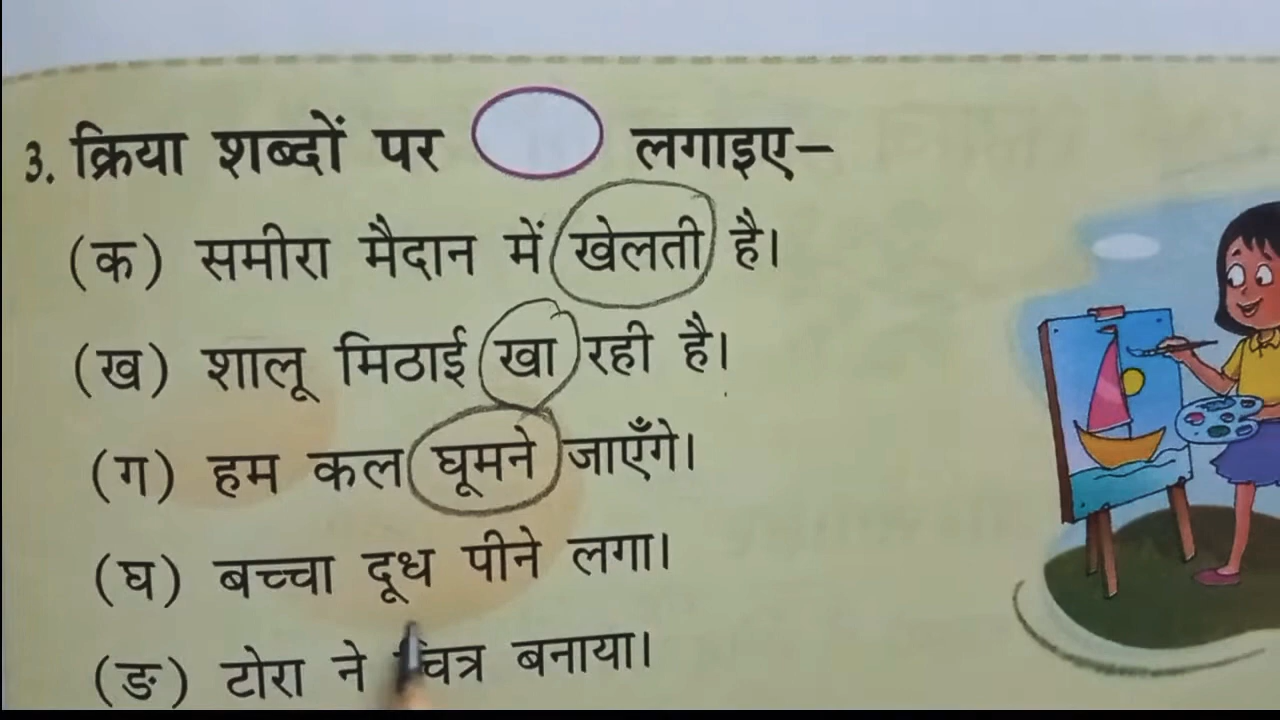 3. क्रिया शब्दों पर लगाइए–
(क) समीरा मैदान में खेलती है।
(ख) शालू मिठाई खा रही है।
(ग) हम कल घूमने जाएँगे।
(घ) बच्चा दूध पीने लगा।
(ङ) टोरा ने चित्र बनाया।